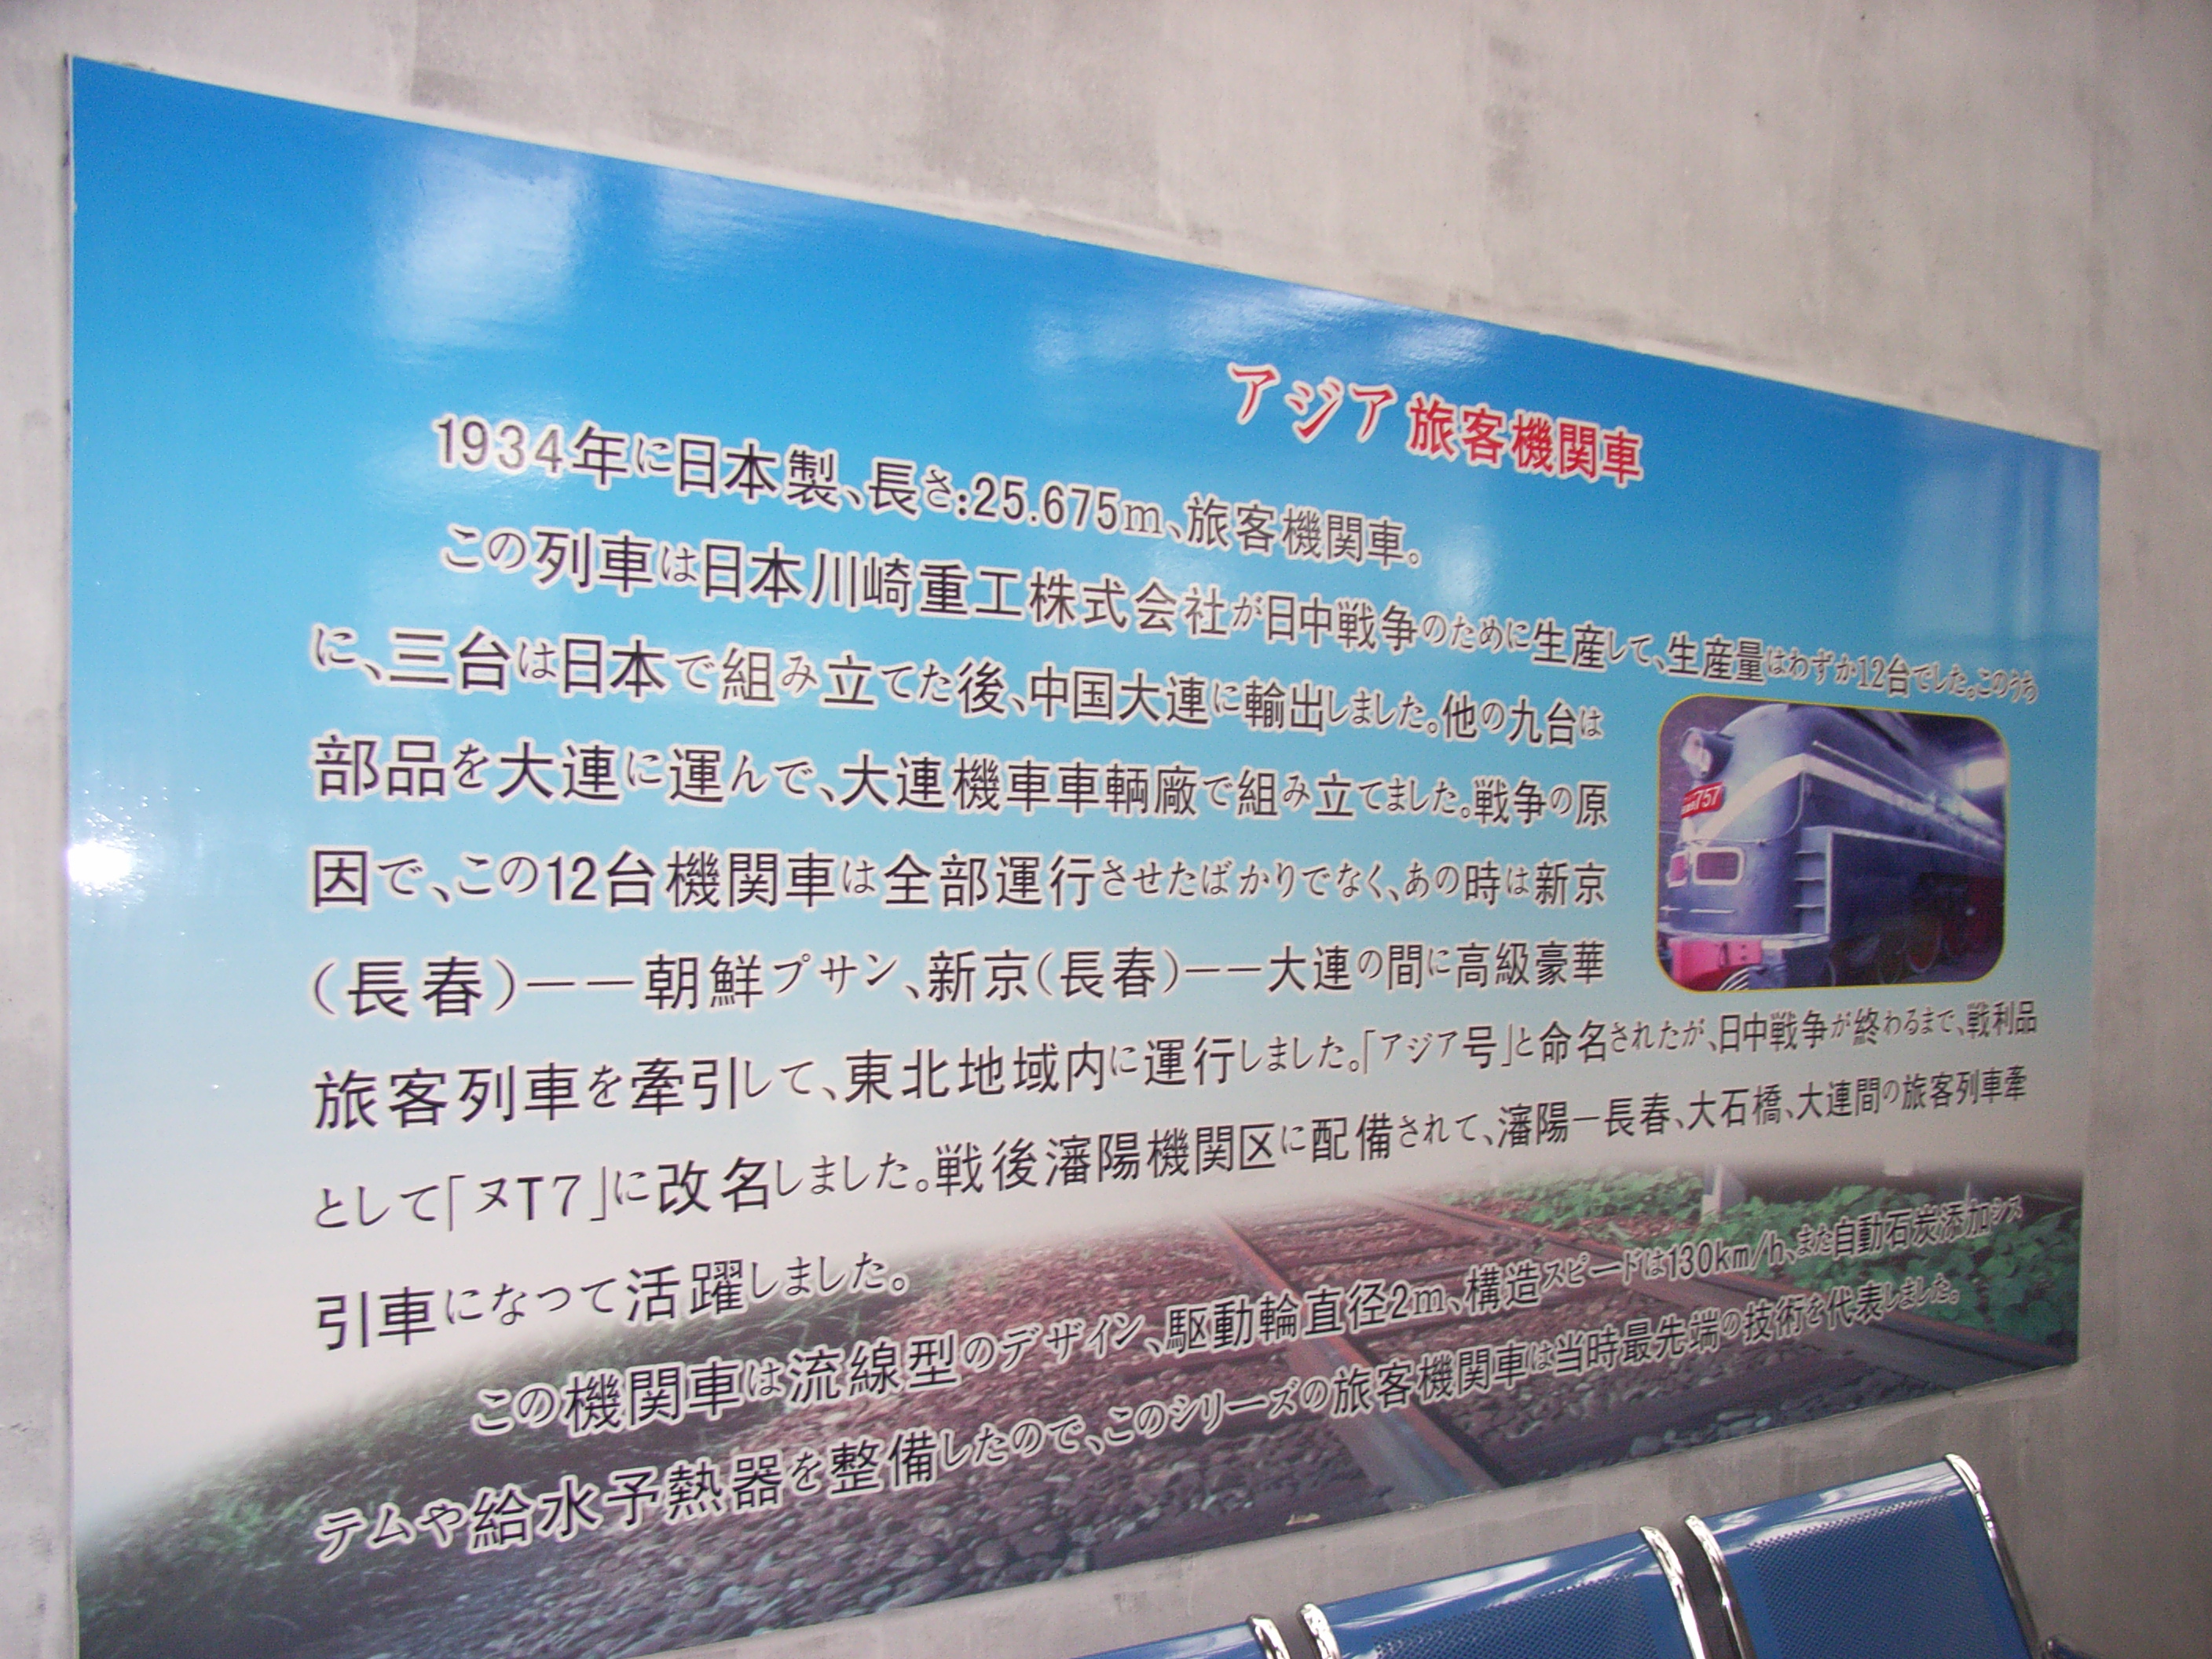 アジア 旅客機関車
1934年に日本製、長さ:25.675m、旅客機関車。
この列車は日本川崎重工株式会社が日中戦争のために生産して、生産量はわずか12台でした。このうち
に、三台は日本で組み立てた後、中国大連に輸出しました。他の九台は
部品を大連に運んで、大連機車車輌廠で組み立てました。戦争の原
因で、この12台機関車は全部運行させたばかりでなく、あの時は新京
(長春)――朝鮮プサン、新京(長春)――大連の間に高級豪華
旅客列車を牽引して、東北地域内に運行しました。「アジア号」と命名されたが、日中戦争が終わるまで、戦利品
として「ヌT7」に改名しました。戦後瀋陽機関区に配備されて、瀋陽―長春、大石橋、大連間の旅客列車牽
引車になつて活躍しました。
この機関車は流線型のデザイン、駆動輪直径2m、構造スピードは130km/h、また自動石炭添加シス
テムや給水予熱器を整備したので、このシリーズの旅客機関車は当時最先端の技術を代表しました。
757